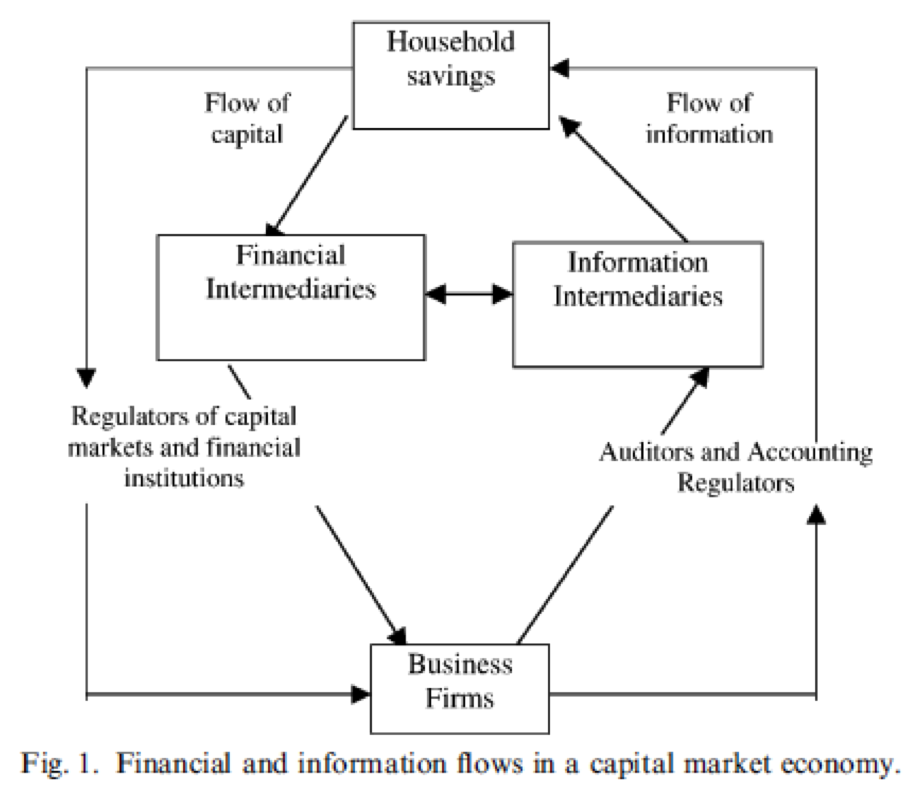 Household
savings
Flow of
capital
Flow of
information
Financial
Intermediaries
Information
Intermediaries
Regulators of capital
markets and financial
institutions
Auditors and Accounting
Regulators
Business
Firms
Fig. 1. Financial and information flows in a capital market economy.